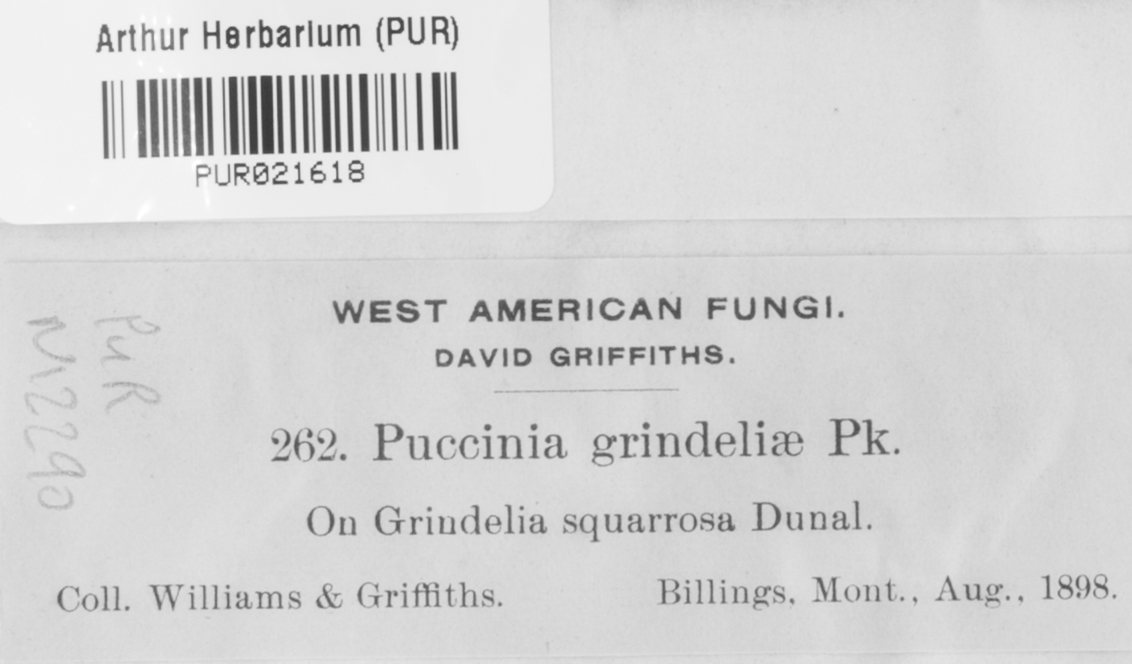 Arthur Herbarium (PUR)
PUR021618
WEST AMERICAN FUNGI.
DAVID GRIFFITHS.
262. Puccinia grindeliæ Pk.
On Grindelia squarrosa Dunal.
Coll. Williams & Griffiths. Billings, Mont., Aug., 1898.
PUR
N2290